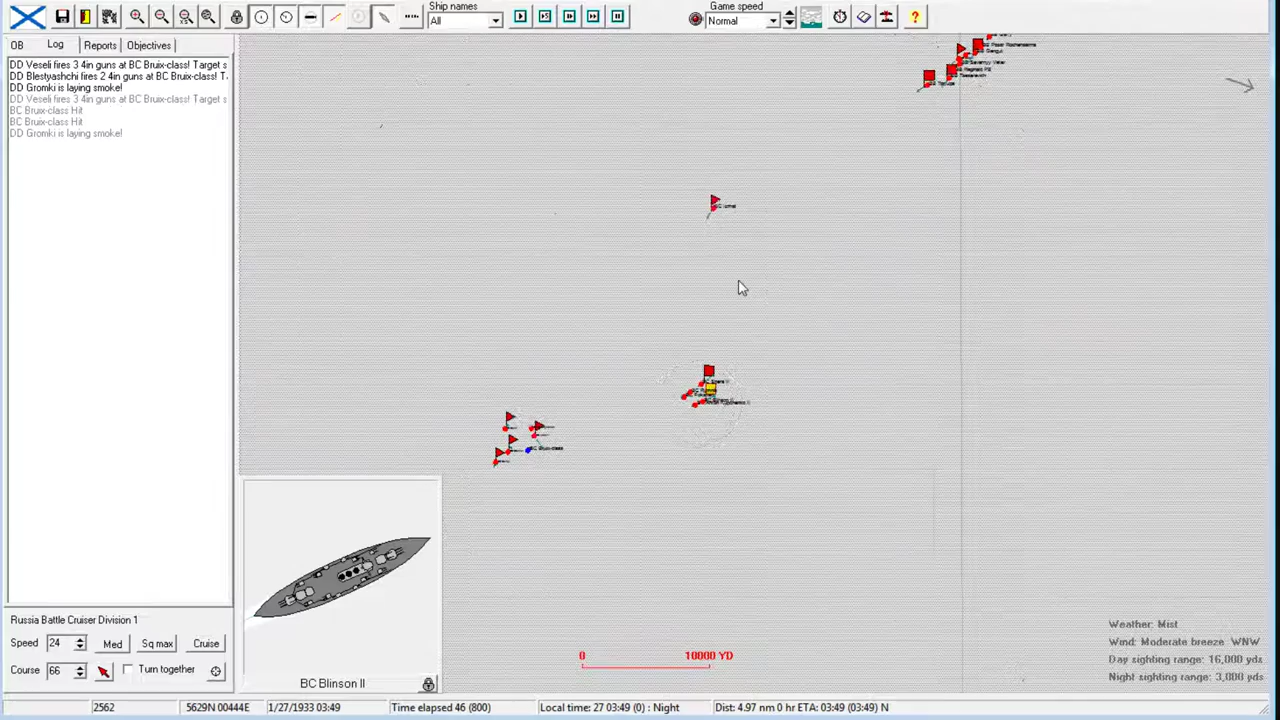 Ship names
All
Game speed
Normal
OB
Log
Reports
Objectives
DD Veseli fires 3 4in guns at BC Bruix-class! Target s
DD Blestyashchi fires 2 4in guns at BC Bruix-class! T
DD Gromki is laying smoke!
DD Veseli fires 3 4in guns at BC Bruix-class! Target s
BC Bruix-class Hit
BC Bruix-class Hit
DD Gromki is laying smoke!
BC Bruix-class
Russia Battle Cruiser Division 1
Speed 24 Med Sq max Cruise
Course 66 Turn together
BC Blinson II
0 10000 YD
Weather: Mist
Wind: Moderate breeze WNW
Day sighting range: 16,000 yds
Night sighting range: 3,000 yds
2562 5629N 00444E 1/27/1933 03:49 Time elapsed 46 (800) Local time: 27 03:49 (0) : Night Dist: 4.97 nm 0 hr ETA: 03:49 (03:49) N